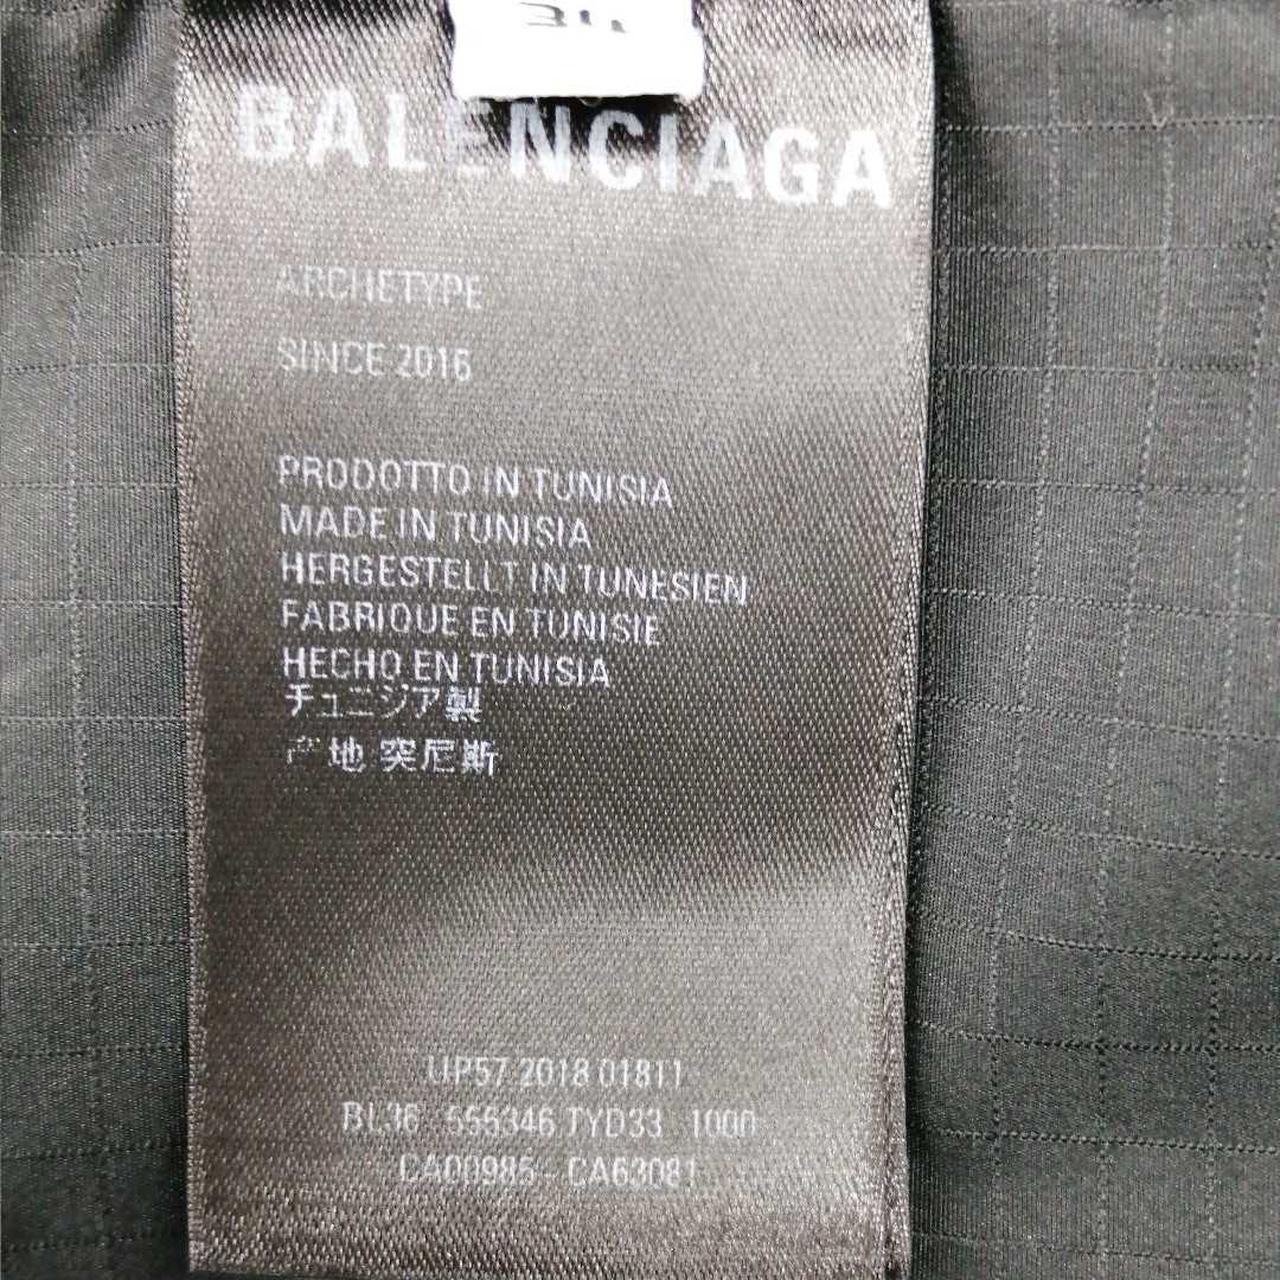 34
BALENCIAGA
ARCHETYPE
SINCE 2016
PRODOTTO IN TUNISIA
MADE IN TUNISIA
HERGESTELLT IN TUNESIEN
FABRIQUE EN TUNISIE
HECHO EN TUNISIA
チュニジア製
产地 突尼斯
UP57 2018 01811
BL36 556346 TYD33 1000
CA00985 - CA63081